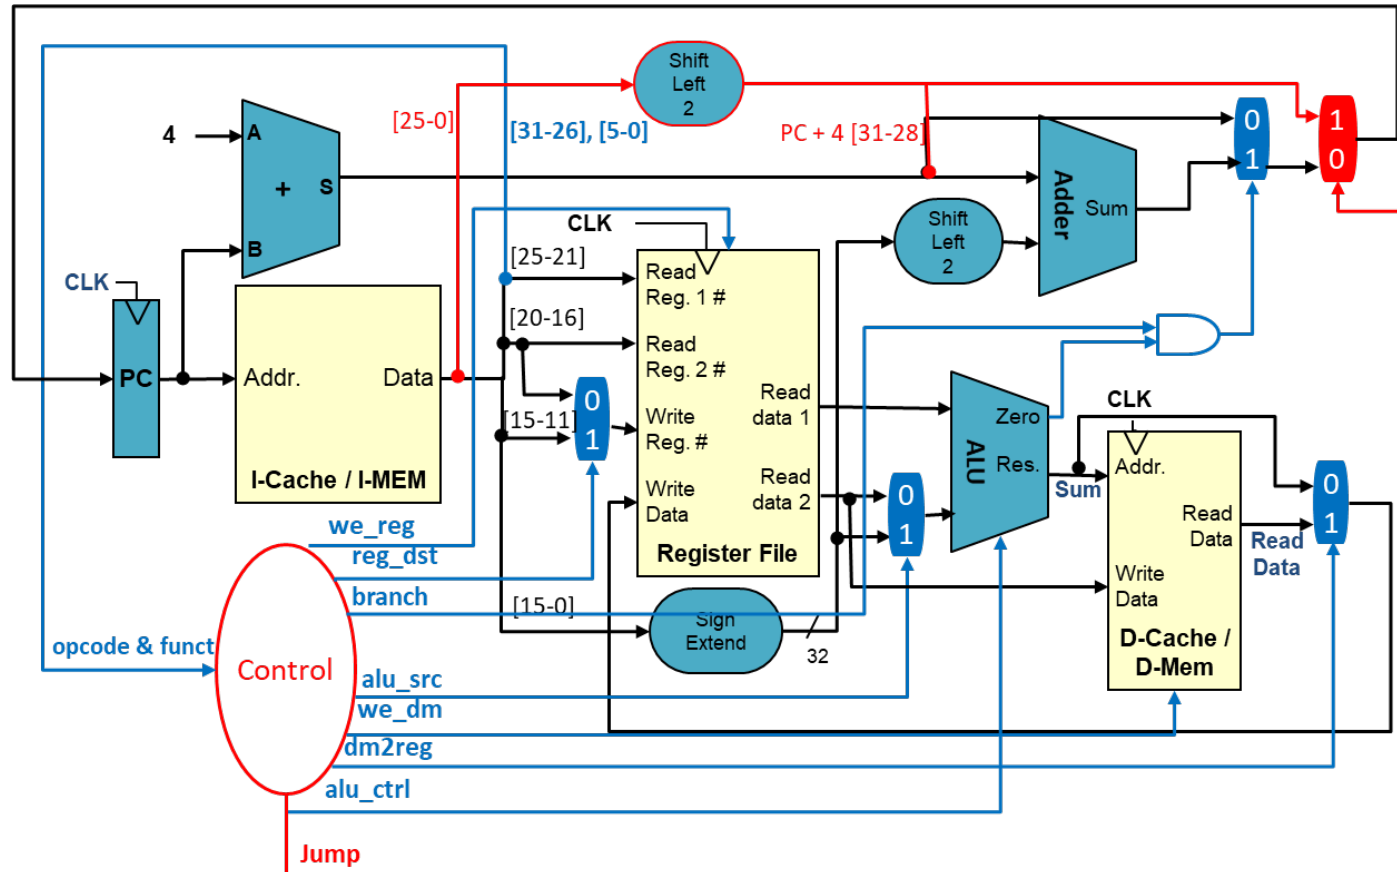 Shift
Left
2
[25-0]
[31-26], [5-0]
PC + 4 [31-28]
4
A
B
+
S
0
1
1
0
Adder
Sum
Shift
Left
2
CLK
CLK
PC
[25-21]
[20-16]
[15-11]
[15-0]
Addr.
Data
I-Cache / I-MEM
0
1
Read
Reg. 1 #
Read
Reg. 2 #
Write
Reg. #
Write
Data
Read
data 1
Read
data 2
Register File
0
1
ALU
Zero
Res.
Sum
CLK
Addr.
Read
Data
Write
Data
D-Cache /
D-Mem
Read
Data
0
1
Sign
Extend
32
we_reg
reg_dst
branch
opcode & funct
Control
alu_src
we_dm
dm2reg
alu_ctrl
Jump